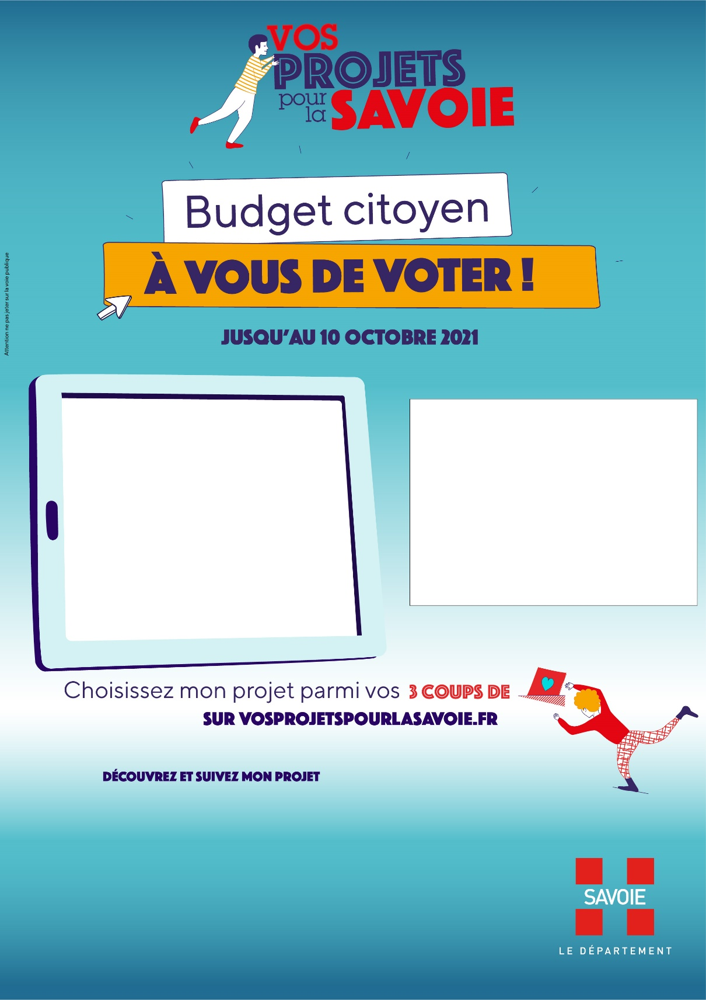 VOS
PROJETS
pour
la
SAVOIE
Budget citoyen
À VOUS DE VOTER !
JUSQU'AU 10 OCTOBRE 2021
Attention ne pas jeter sur la voie publique
Choisissez mon projet parmi vos 3 COUPS DE
SUR VOSPROJETSPOURLASAVOIE.FR
DÉCOUVREZ ET SUIVEZ MON PROJET
SAVOIE
LE DÉPARTEMENT